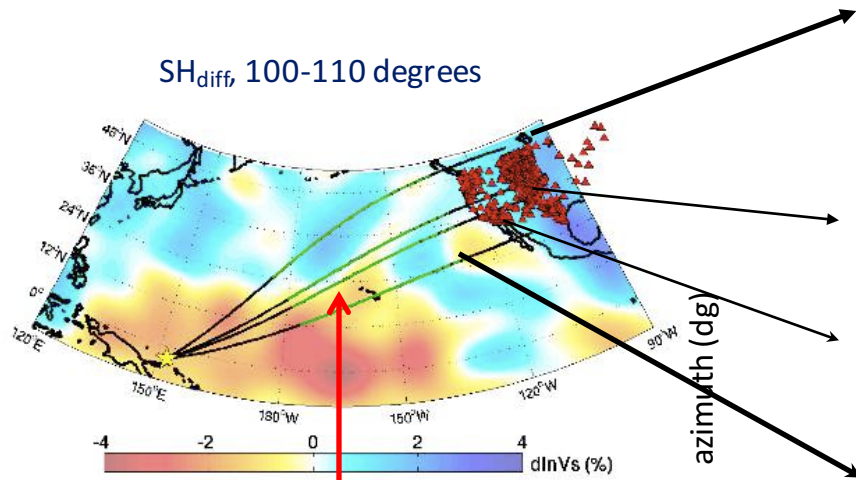 SHdiff, 100-110 degrees
48°N
36°N
24°N
12°N
0°
120°E
150°E
180°W
150°W
120°W
90°W
azimuth (dg)
-4 -2 0 2 4 dlnVs (%)